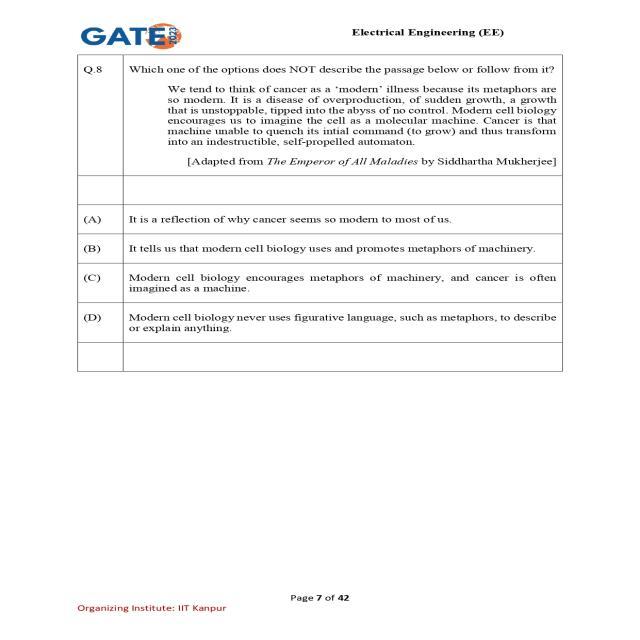 GATE 2023
Electrical Engineering (EE)
Q.8 Which one of the options does NOT describe the passage below or follow from it?
We tend to think of cancer as a ‘modern’ illness because its metaphors are
so modern. It is a disease of overproduction, of sudden growth, a growth
that is unstoppable, tipped into the abyss of no control. Modern cell biology
encourages us to imagine the cell as a molecular machine. Cancer is that
machine unable to quench its intial command (to grow) and thus transform
into an indestructible, self-propelled automaton.
[Adapted from The Emperor of All Maladies by Siddhartha Mukherjee]
(A) It is a reflection of why cancer seems so modern to most of us.
(B) It tells us that modern cell biology uses and promotes metaphors of machinery.
(C) Modern cell biology encourages metaphors of machinery, and cancer is often
imagined as a machine.
(D) Modern cell biology never uses figurative language, such as metaphors, to describe
or explain anything.
Page 7 of 42
Organizing Institute: IIT Kanpur